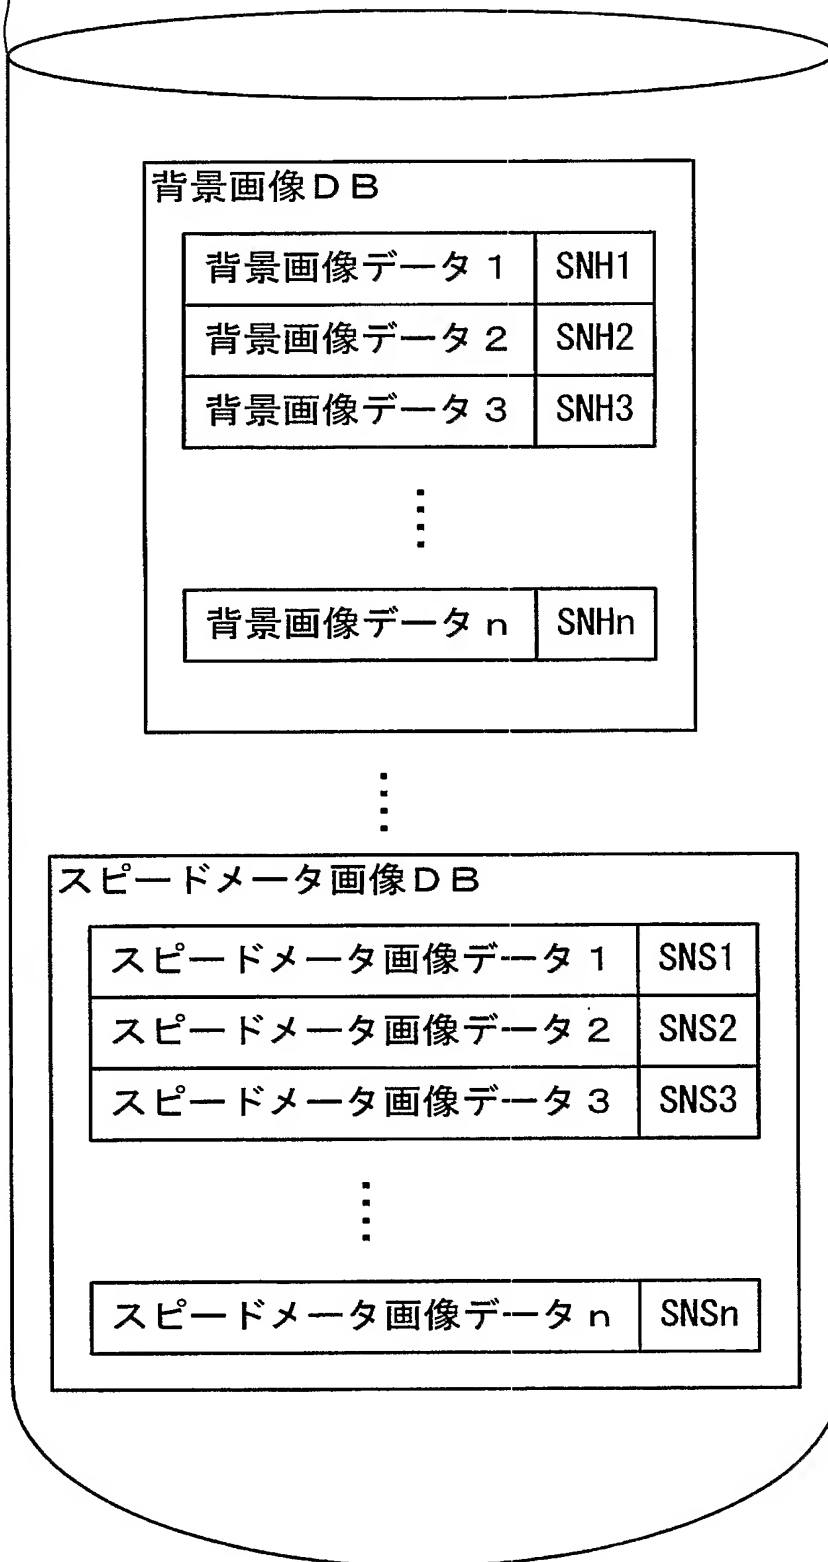 背景画像ＤＢ
背景画像データ１ SNH1
背景画像データ２ SNH2
背景画像データ３ SNH3
背景画像データｎ SNHn
スピードメータ画像ＤＢ
スピードメータ画像データ１ SNS1
スピードメータ画像データ２ SNS2
スピードメータ画像データ３ SNS3
スピードメータ画像データｎ SNSn